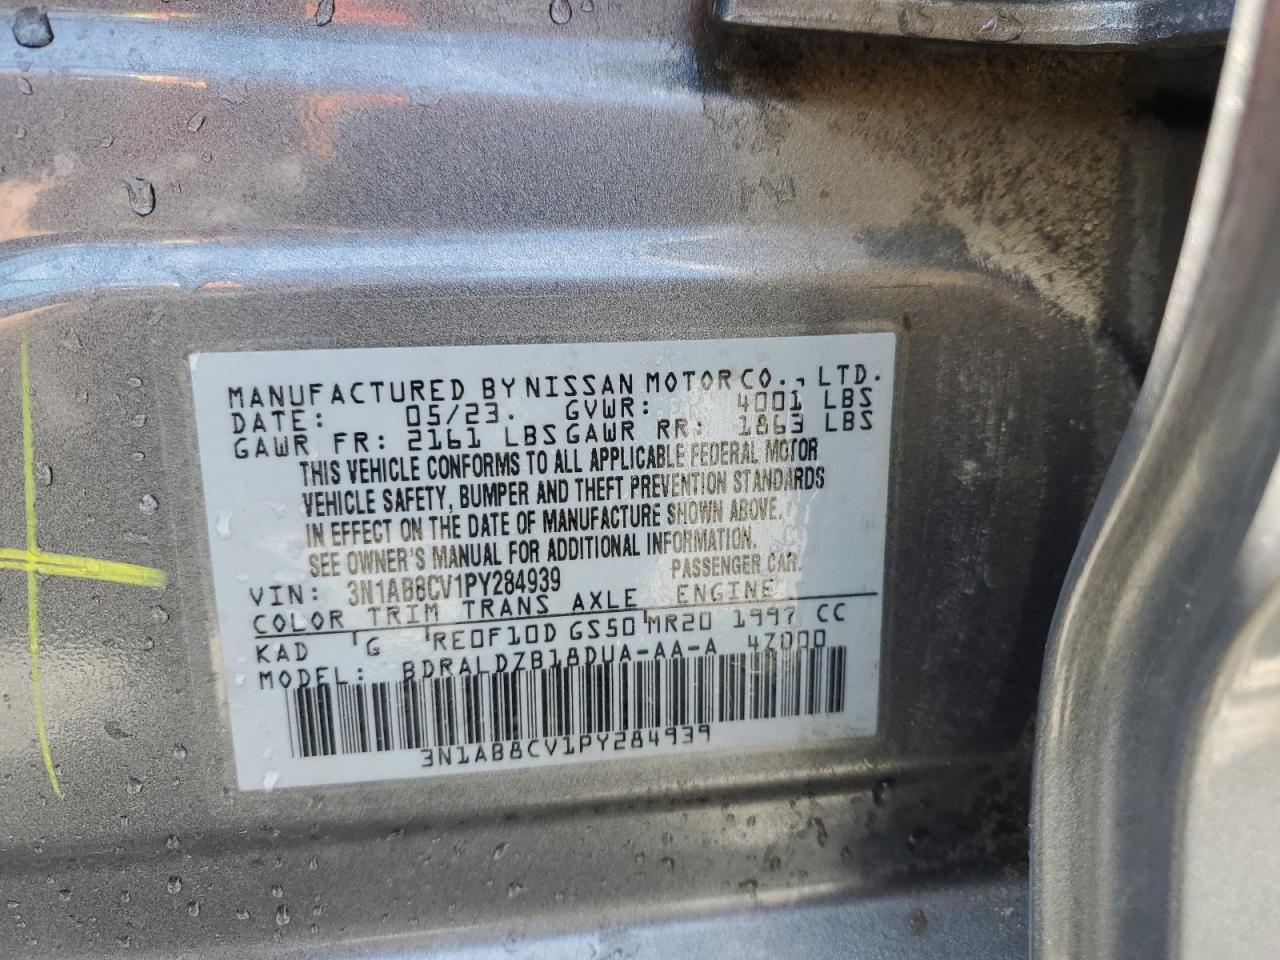 MANUFACTURED BY NISSAN MOTOR CO., LTD.
DATE: 05/23. GVWR: 4001 LBS
GAWR FR: 2161 LBS GAWR RR: 1863 LBS
THIS VEHICLE CONFORMS TO ALL APPLICABLE FEDERAL MOTOR
VEHICLE SAFETY, BUMPER AND THEFT PREVENTION STANDARDS
IN EFFECT ON THE DATE OF MANUFACTURE SHOWN ABOVE.
SEE OWNER'S MANUAL FOR ADDITIONAL INFORMATION.
VIN: 3N1AB8CV1PY284939 PASSENGER CAR.
COLOR TRIM TRANS AXLE ENGINE
KAD G RE0F10D GS50 MR20 1997 CC
MODEL: BDRALDZB18DUA-AA-A 4Z000
3N1AB8CV1PY284939